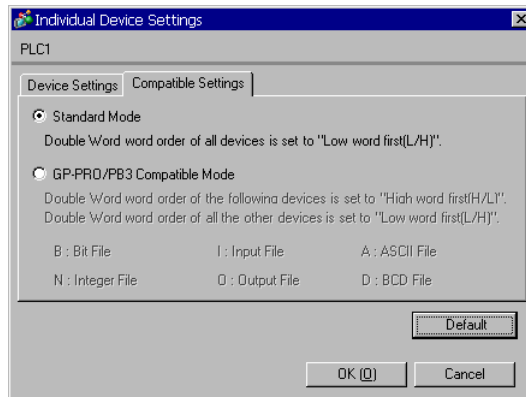 Individual Device Settings
PLC1
Device Settings Compatible Settings
Standard Mode
Double Word word order of all devices is set to "Low word first(L/H)".
GP-PRO/PB3 Compatible Mode
Double Word word order of the following devices is set to "High word first(H/L)".
Double Word word order of all the other devices is set to "Low word first(L/H)".
B : Bit File I : Input File A : ASCII File
N : Integer File O : Output File D : BCD File
Default
OK (O) Cancel